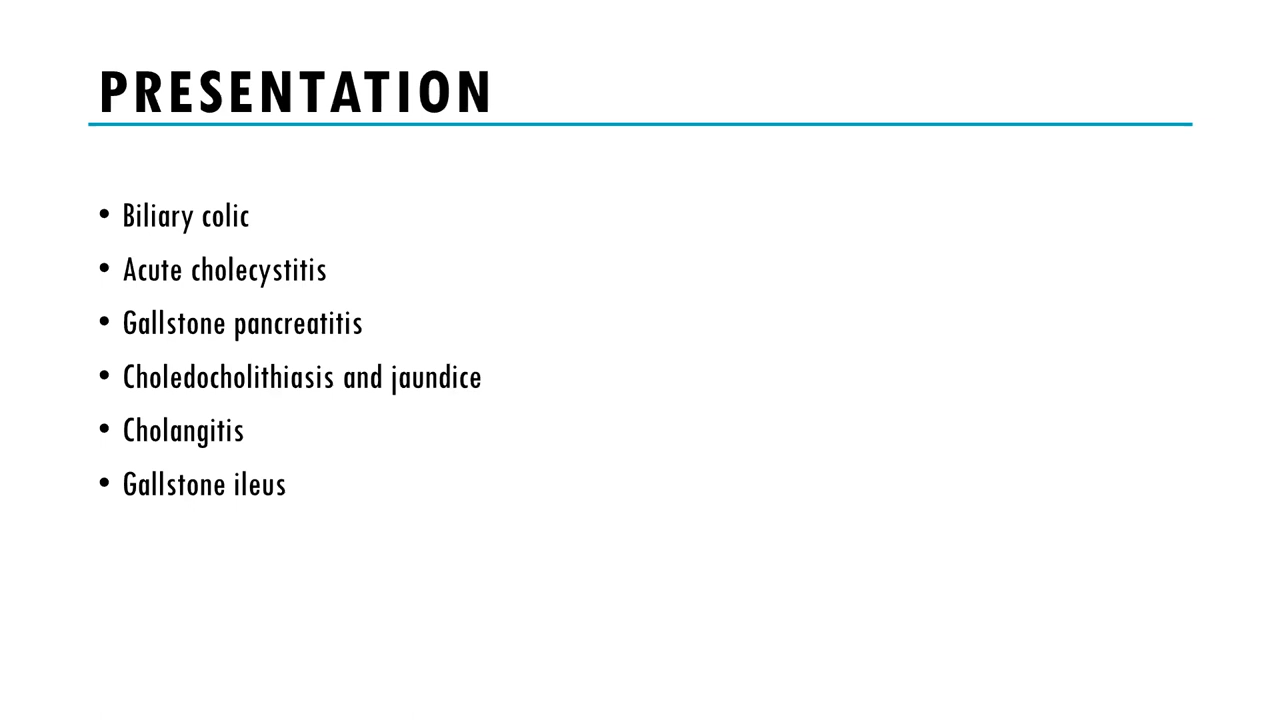 PRESENTATION
• Biliary colic
• Acute cholecystitis
• Gallstone pancreatitis
• Choledocholithiasis and jaundice
• Cholangitis
• Gallstone ileus